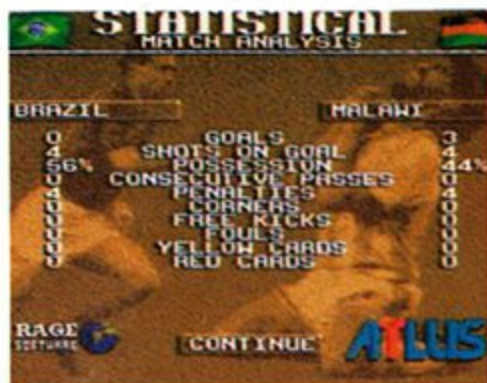 STATISTICAL
MATCH ANALYSIS
BRAZIL MALAWI
0 GOALS 3
4 SHOTS ON GOAL 4
56% POSSESSION 44%
0 CONSECUTIVE PASSES 0
4 PENALTIES 4
0 CORNERS 0
0 FREE KICKS 0
0 FOULS 0
0 YELLOW CARDS 0
0 RED CARDS 0
RAGE
SOFTWARE
CONTINUE
ATLUS